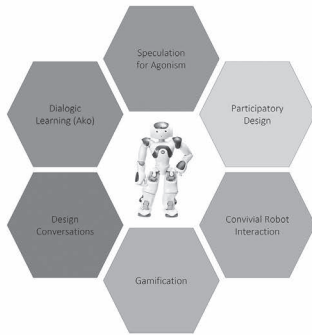 Speculation
for Agonism
Participatory
Design
Convivial Robot
Interaction
Gamification
Design
Conversations
Dialogic
Learning (Ako)